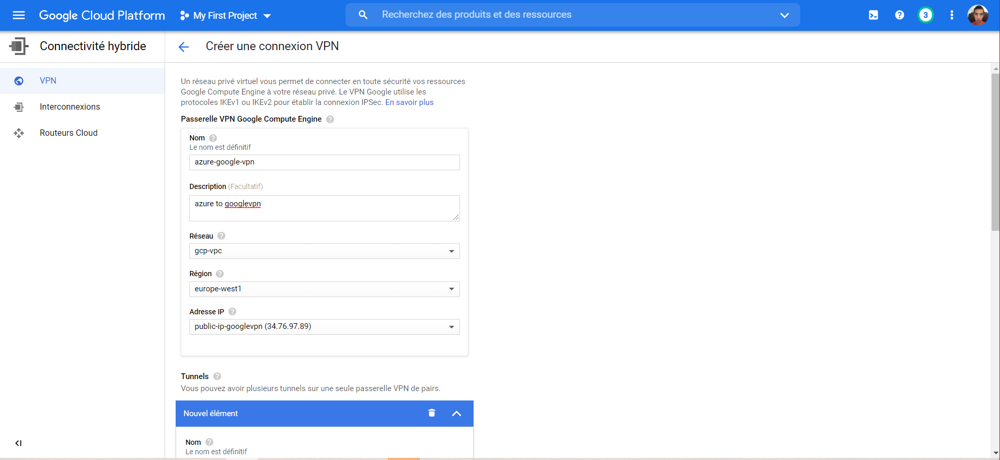 Google Cloud Platform
My First Project
Recherchez des produits et des ressources
3
Connectivité hybride
Créer une connexion VPN
VPN
Interconnexions
Routeurs Cloud
Un réseau privé virtuel vous permet de connecter en toute sécurité vos ressources
Google Compute Engine à votre réseau privé. Le VPN Google utilise les
protocoles IKEv1 ou IKEv2 pour établir la connexion IPSec. En savoir plus
Passerelle VPN Google Compute Engine
Nom
Le nom est définitif
azure-google-vpn
Description (Facultatif)
azure to googlevpn
Réseau
gcp-vpc
Région
europe-west1
Adresse IP
public-ip-googlevpn (34.76.97.89)
Tunnels
Vous pouvez avoir plusieurs tunnels sur une seule passerelle VPN de pairs.
Nouvel élément
Nom
Le nom est définitif